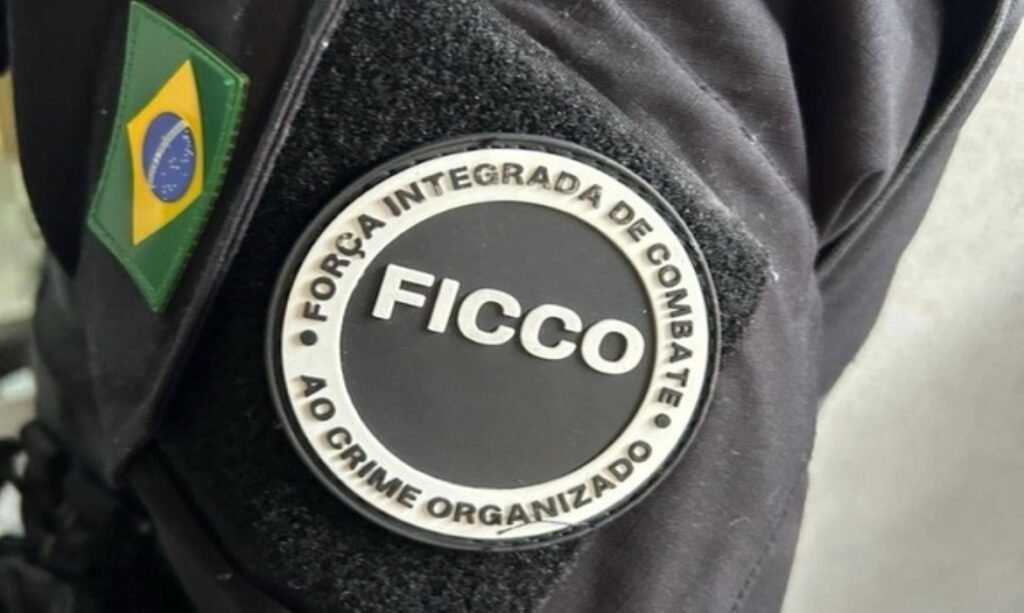 FORÇA INTEGRADA DE COMBATE
FICCO
AO CRIME ORGANIZADO